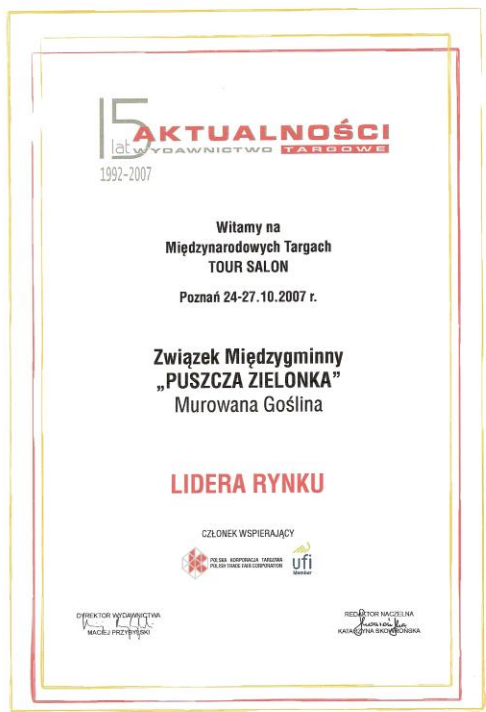 15 lat AKTUALNOŚCI
WYDAWNICTWO TARGOWE
1992-2007
Witamy na
Międzynarodowych Targach
TOUR SALON
Poznań 24-27.10.2007 r.
Związek Międzygminny
„PUSZCZA ZIELONKA”
Murowana Goślina
LIDERA RYNKU
CZŁONEK WSPIERAJĄCY
POLSKA KORPORACJA TARGOWA
POLISH TRADE FAIR CORPORATION
ufi
Member
DYREKTOR WYDAWNICTWA
MACIEJ PRZYBYLSKI
REDAKTOR NACZELNA
KATARZYNA SKOWROŃSKA